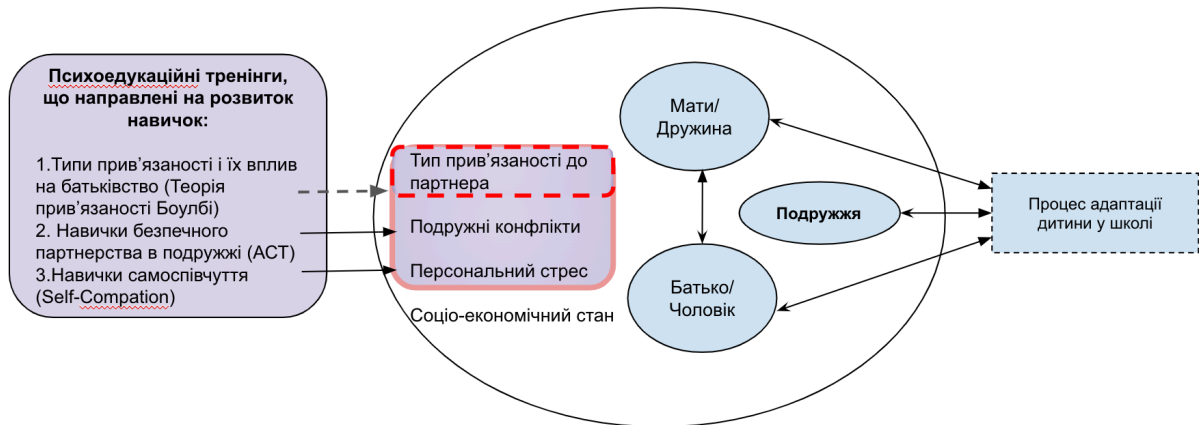 Психоедукаційні тренінги,
що направлені на розвиток
навичок:
1.Типи прив’язаності і їх вплив
на батьківство (Теорія
прив’язаності Боулбі)
2. Навички безпечного
партнерства в подружжі (АСТ)
3.Навички самоспівчуття
(Self-Compation)
Тип прив’язаності до
партнера
Подружні конфлікти
Персональний стрес
Соціо-економічний стан
Мати/
Дружина
Подружжя
Батько/
Чоловік
Процес адаптації
дитини у школі